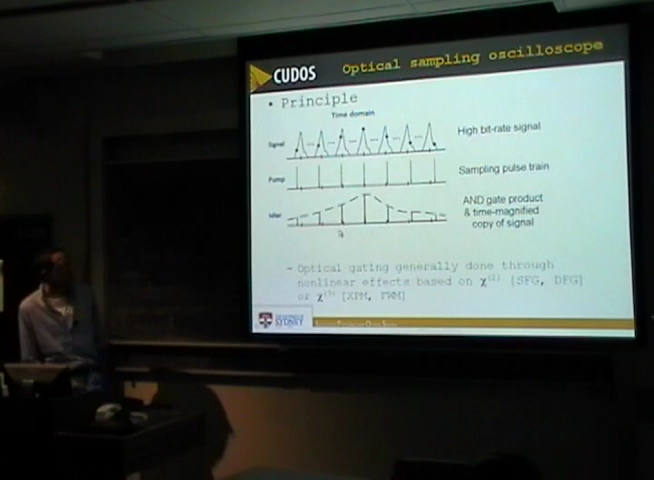 CUDOS
Optical sampling oscilloscope
• Principle
Time domain
Signal
High bit-rate signal
Pump
Sampling pulse train
Idler
AND gate product
& time-magnified
copy of signal
– Optical gating generally done through
nonlinear effects based on χ(2) [SFG, DFG]
or χ(3) [XPM, FWM]
SYDNEY